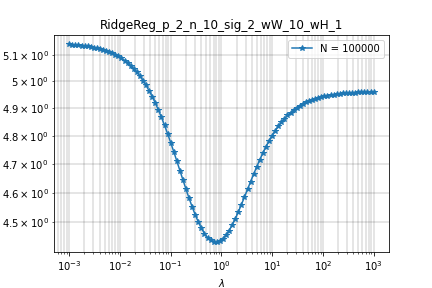 RidgeReg_p_2_n_10_sig_2_wW_10_wH_1
N = 100000
5.1 × 10⁰
5 × 10⁰
4.9 × 10⁰
4.8 × 10⁰
4.7 × 10⁰
4.6 × 10⁰
4.5 × 10⁰
10⁻³ 10⁻² 10⁻¹ 10⁰ 10¹ 10² 10³
λ